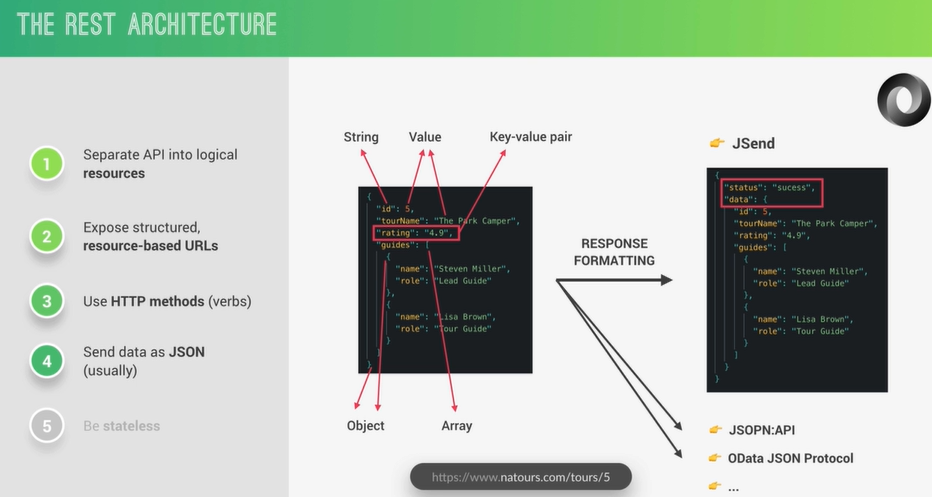 THE REST ARCHITECTURE
1
Separate API into logical
resources
2
Expose structured,
resource-based URLs
3
Use HTTP methods (verbs)
4
Send data as JSON
(usually)
5
Be stateless
String
Value
Key-value pair
{
"id": 5,
"tourName": "The Park Camper",
"rating": "4.9",
"guides": [
{
"name": "Steven Miller",
"role": "Lead Guide"
},
{
"name": "Lisa Brown",
"role": "Tour Guide"
}
]
}
Object
Array
https://www.natours.com/tours/5
RESPONSE
FORMATTING
👉 JSend
{
"status": "sucess",
"data": {
"id": 5,
"tourName": "The Park Camper",
"rating": "4.9",
"guides": [
{
"name": "Steven Miller",
"role": "Lead Guide"
},
{
"name": "Lisa Brown",
"role": "Tour Guide"
}
]
}
}
👉 JSOPN:API
👉 OData JSON Protocol
👉 ...